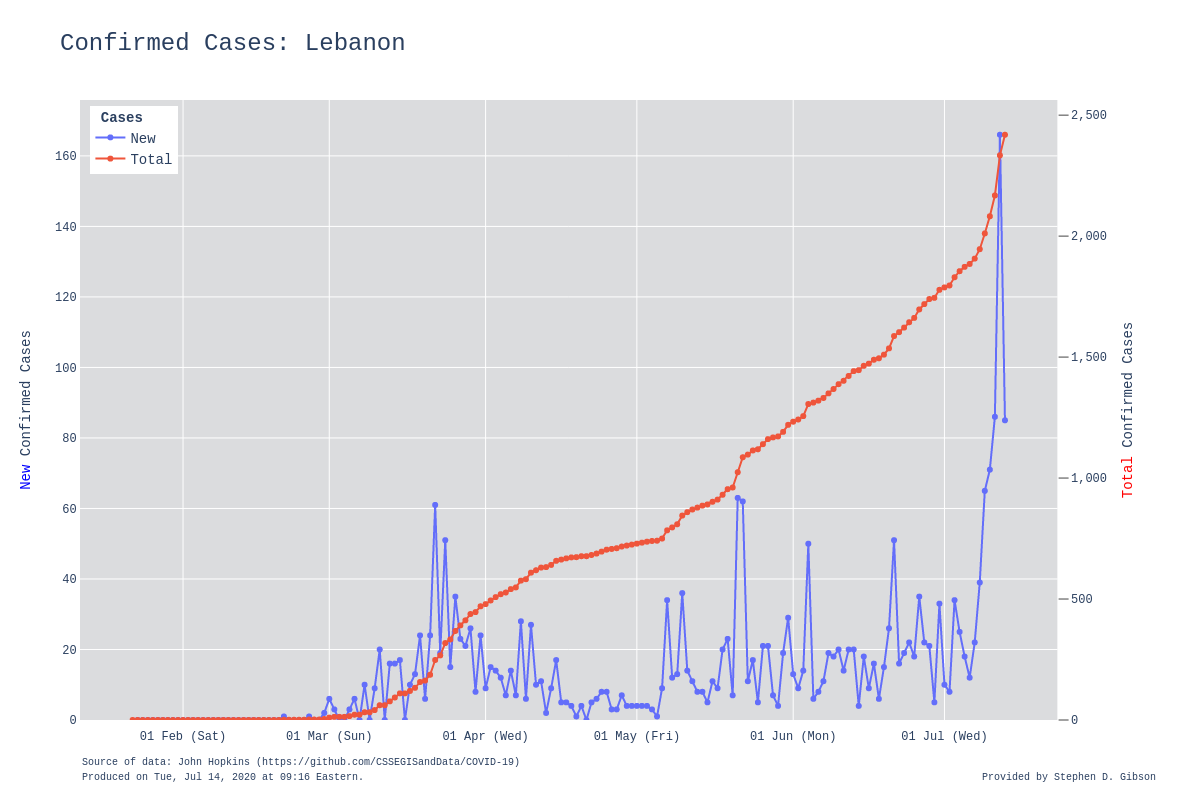 Confirmed Cases: Lebanon
Cases
New
Total
160
140
120
100
80
60
40
20
0
New Confirmed Cases
2,500
2,000
1,500
1,000
500
0
Total Confirmed Cases
01 Feb (Sat) 01 Mar (Sun) 01 Apr (Wed) 01 May (Fri) 01 Jun (Mon) 01 Jul (Wed)
Source of data: John Hopkins (https://github.com/CSSEGISandData/COVID-19)
Produced on Tue, Jul 14, 2020 at 09:16 Eastern.
Provided by Stephen D. Gibson